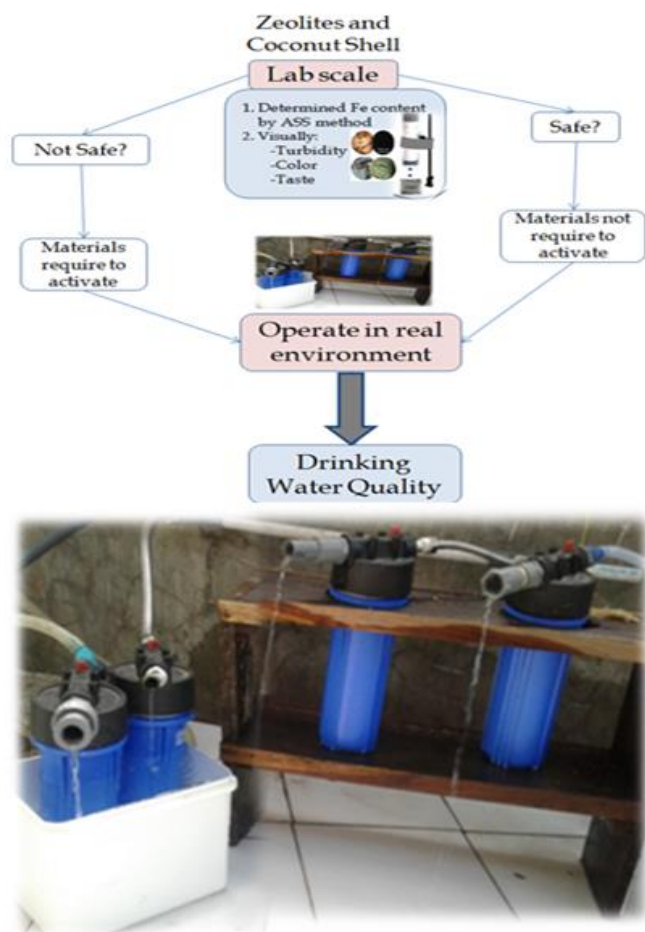 Zeolites and
Coconut Shell
Lab scale
1. Determined Fe content
by ASS method
2. Visually:
-Turbidity
-Color
-Taste
Not Safe?
Safe?
Materials
require to
activate
Materials not
require to
activate
Operate in real
environment
Drinking
Water Quality